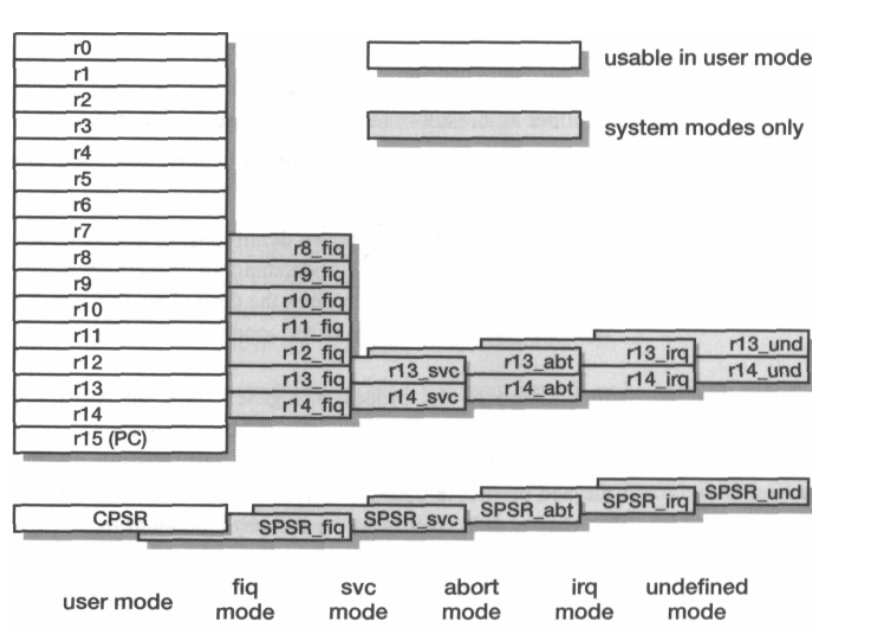 r0
r1
r2
r3
r4
r5
r6
r7
r8
r9
r10
r11
r12
r13
r14
r15 (PC)
usable in user mode
system modes only
r8_fiq
r9_fiq
r10_fiq
r11_fiq
r12_fiq
r13_fiq
r14_fiq
r13_svc
r14_svc
r13_abt
r14_abt
r13_irq
r14_irq
r13_und
r14_und
CPSR
SPSR_fiq
SPSR_svc
SPSR_abt
SPSR_irq
SPSR_und
user mode
fiq
mode
svc
mode
abort
mode
irq
mode
undefined
mode